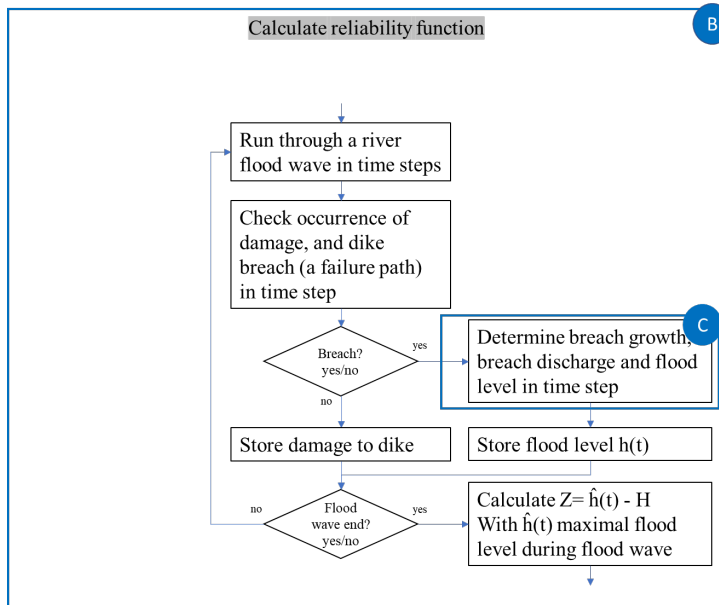 Calculate reliability function
B
Run through a river
flood wave in time steps
Check occurrence of
damage, and dike
breach (a failure path)
in time step
C
Breach?
yes/no
yes
Determine breach growth,
breach discharge and flood
level in time step
no
Store damage to dike
Store flood level h(t)
no
Flood
wave end?
yes/no
yes
Calculate Z= ĥ(t) - H
With ĥ(t) maximal flood
level during flood wave